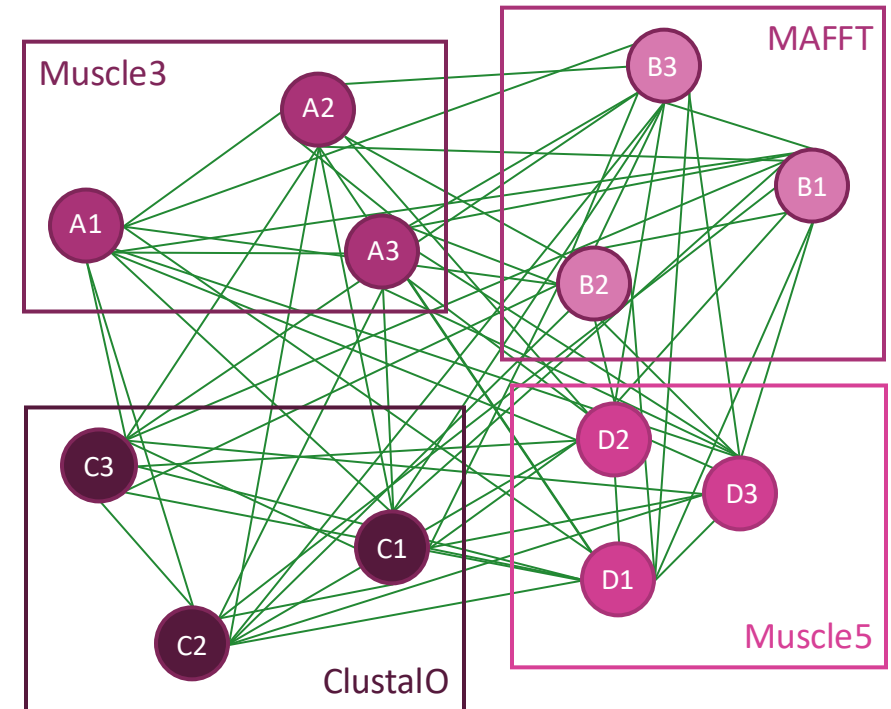 Muscle3
A1
A2
A3
MAFFT
B3
B1
B2
C3
C1
C2
ClustalO
D2
D3
D1
Muscle5